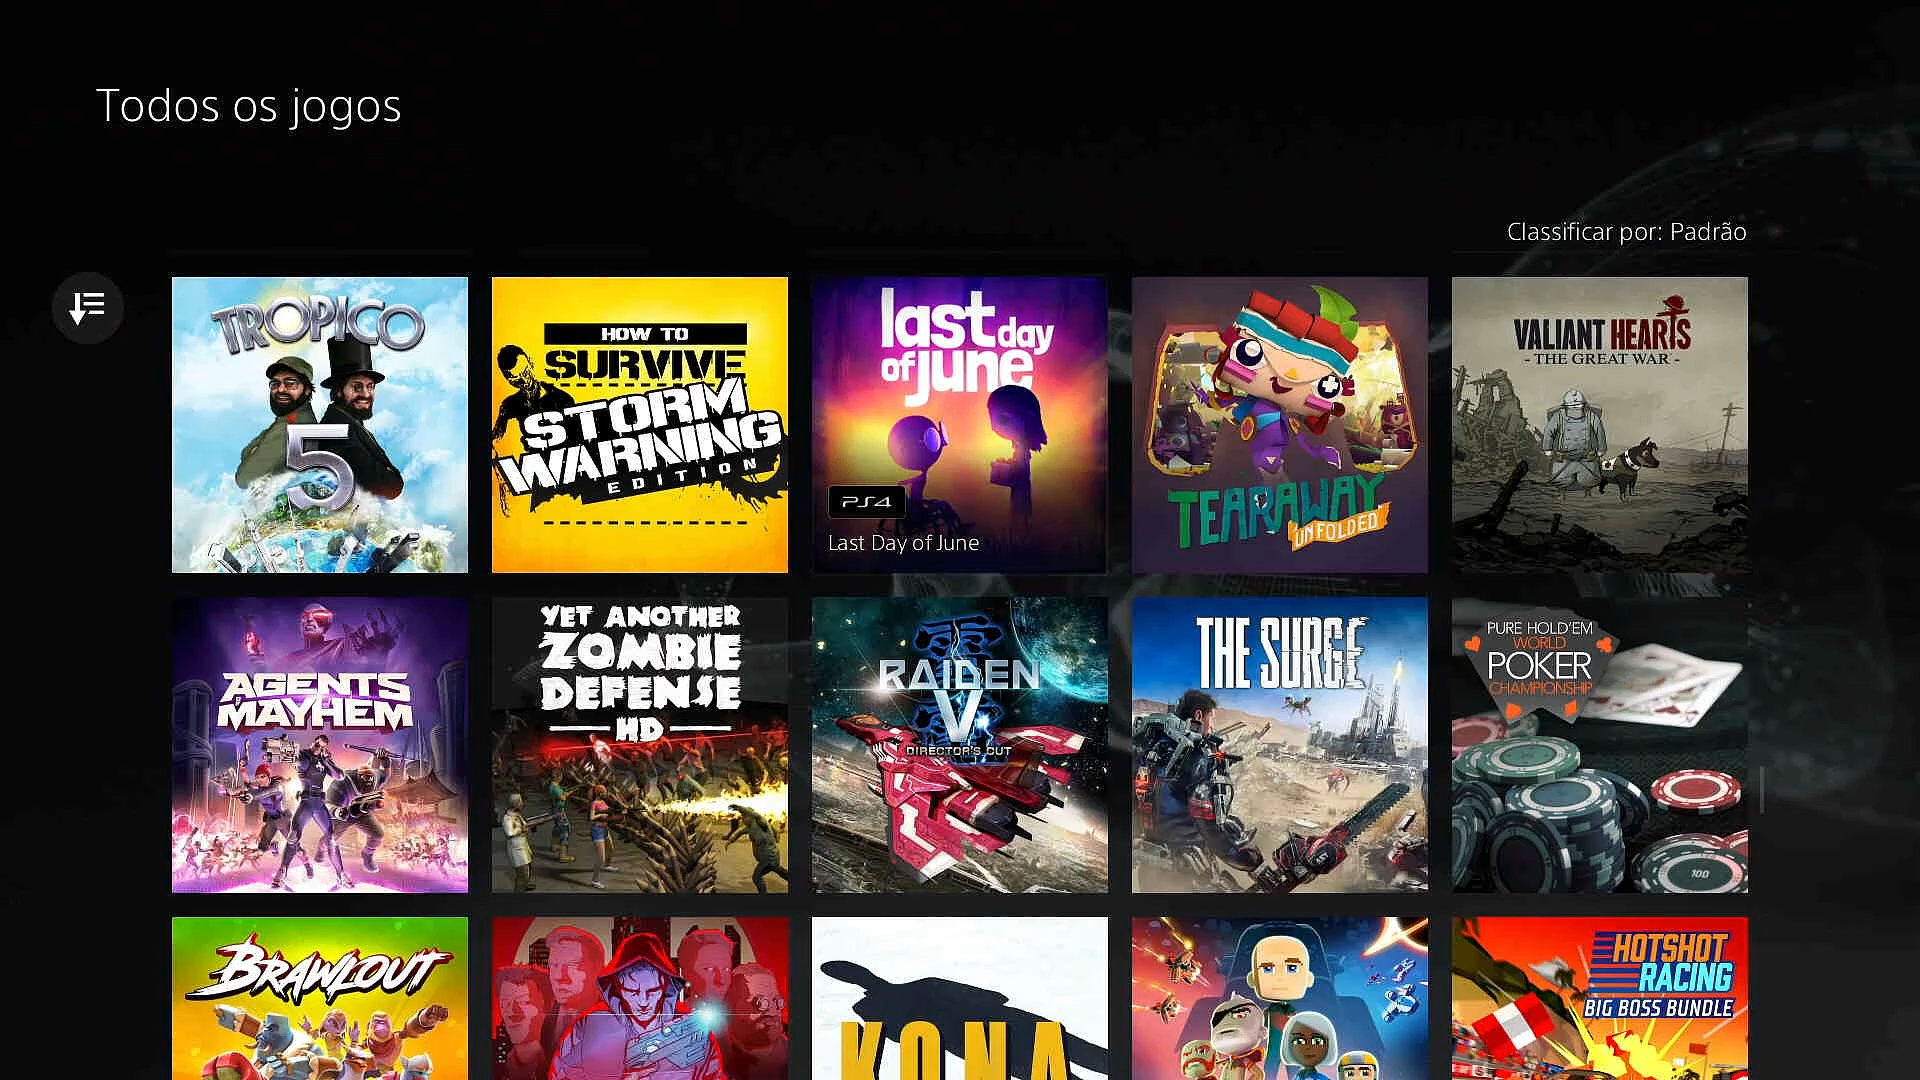 Todos os jogos
Classificar por: Padrão
TROPICO
5
HOW TO
SURVIVE
STORM
WARNING
EDITION
last day
of june
PS4
Last Day of June
TEARAWAY
UNFOLDED
VALIANT HEARTS
- THE GREAT WAR -
AGENTS
OF
MAYHEM
YET ANOTHER
ZOMBIE
DEFENSE
HD
RAIDEN
V
DIRECTOR'S CUT
THE SURGE
PURE HOLD'EM
WORLD
POKER
CHAMPIONSHIP
100
BRAWLOUT
KONA
HOTSHOT
RACING
BIG BOSS BUNDLE